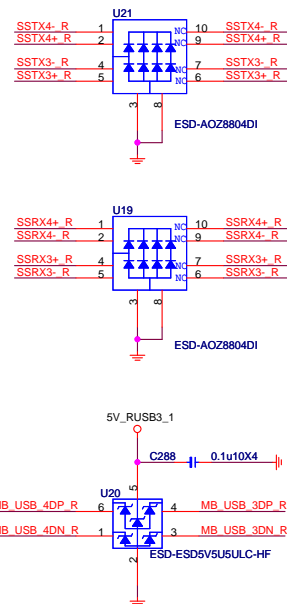 U21
SSTX4-_R 1 10 SSTX4-_R
SSTX4+_R 2 NC 9 SSTX4+_R
SSTX3-_R 4 7 SSTX3-_R
SSTX3+_R 5 NC 6 SSTX3+_R
3 8
ESD-AOZ8804DI
U19
SSRX4+_R 1 NC 10 SSRX4+_R
SSRX4-_R 2 NC 9 SSRX4-_R
SSRX3+_R 4 NC 7 SSRX3+_R
SSRX3-_R 5 NC 6 SSRX3-_R
3 8
ESD-AOZ8804DI
5V_RUSB3_1
C288 0.1u10X4
5
U20
MB_USB_4DP_R 6 4 MB_USB_3DP_R
MB_USB_4DN_R 1 3 MB_USB_3DN_R
2
ESD-ESD5V5U5ULC-HF